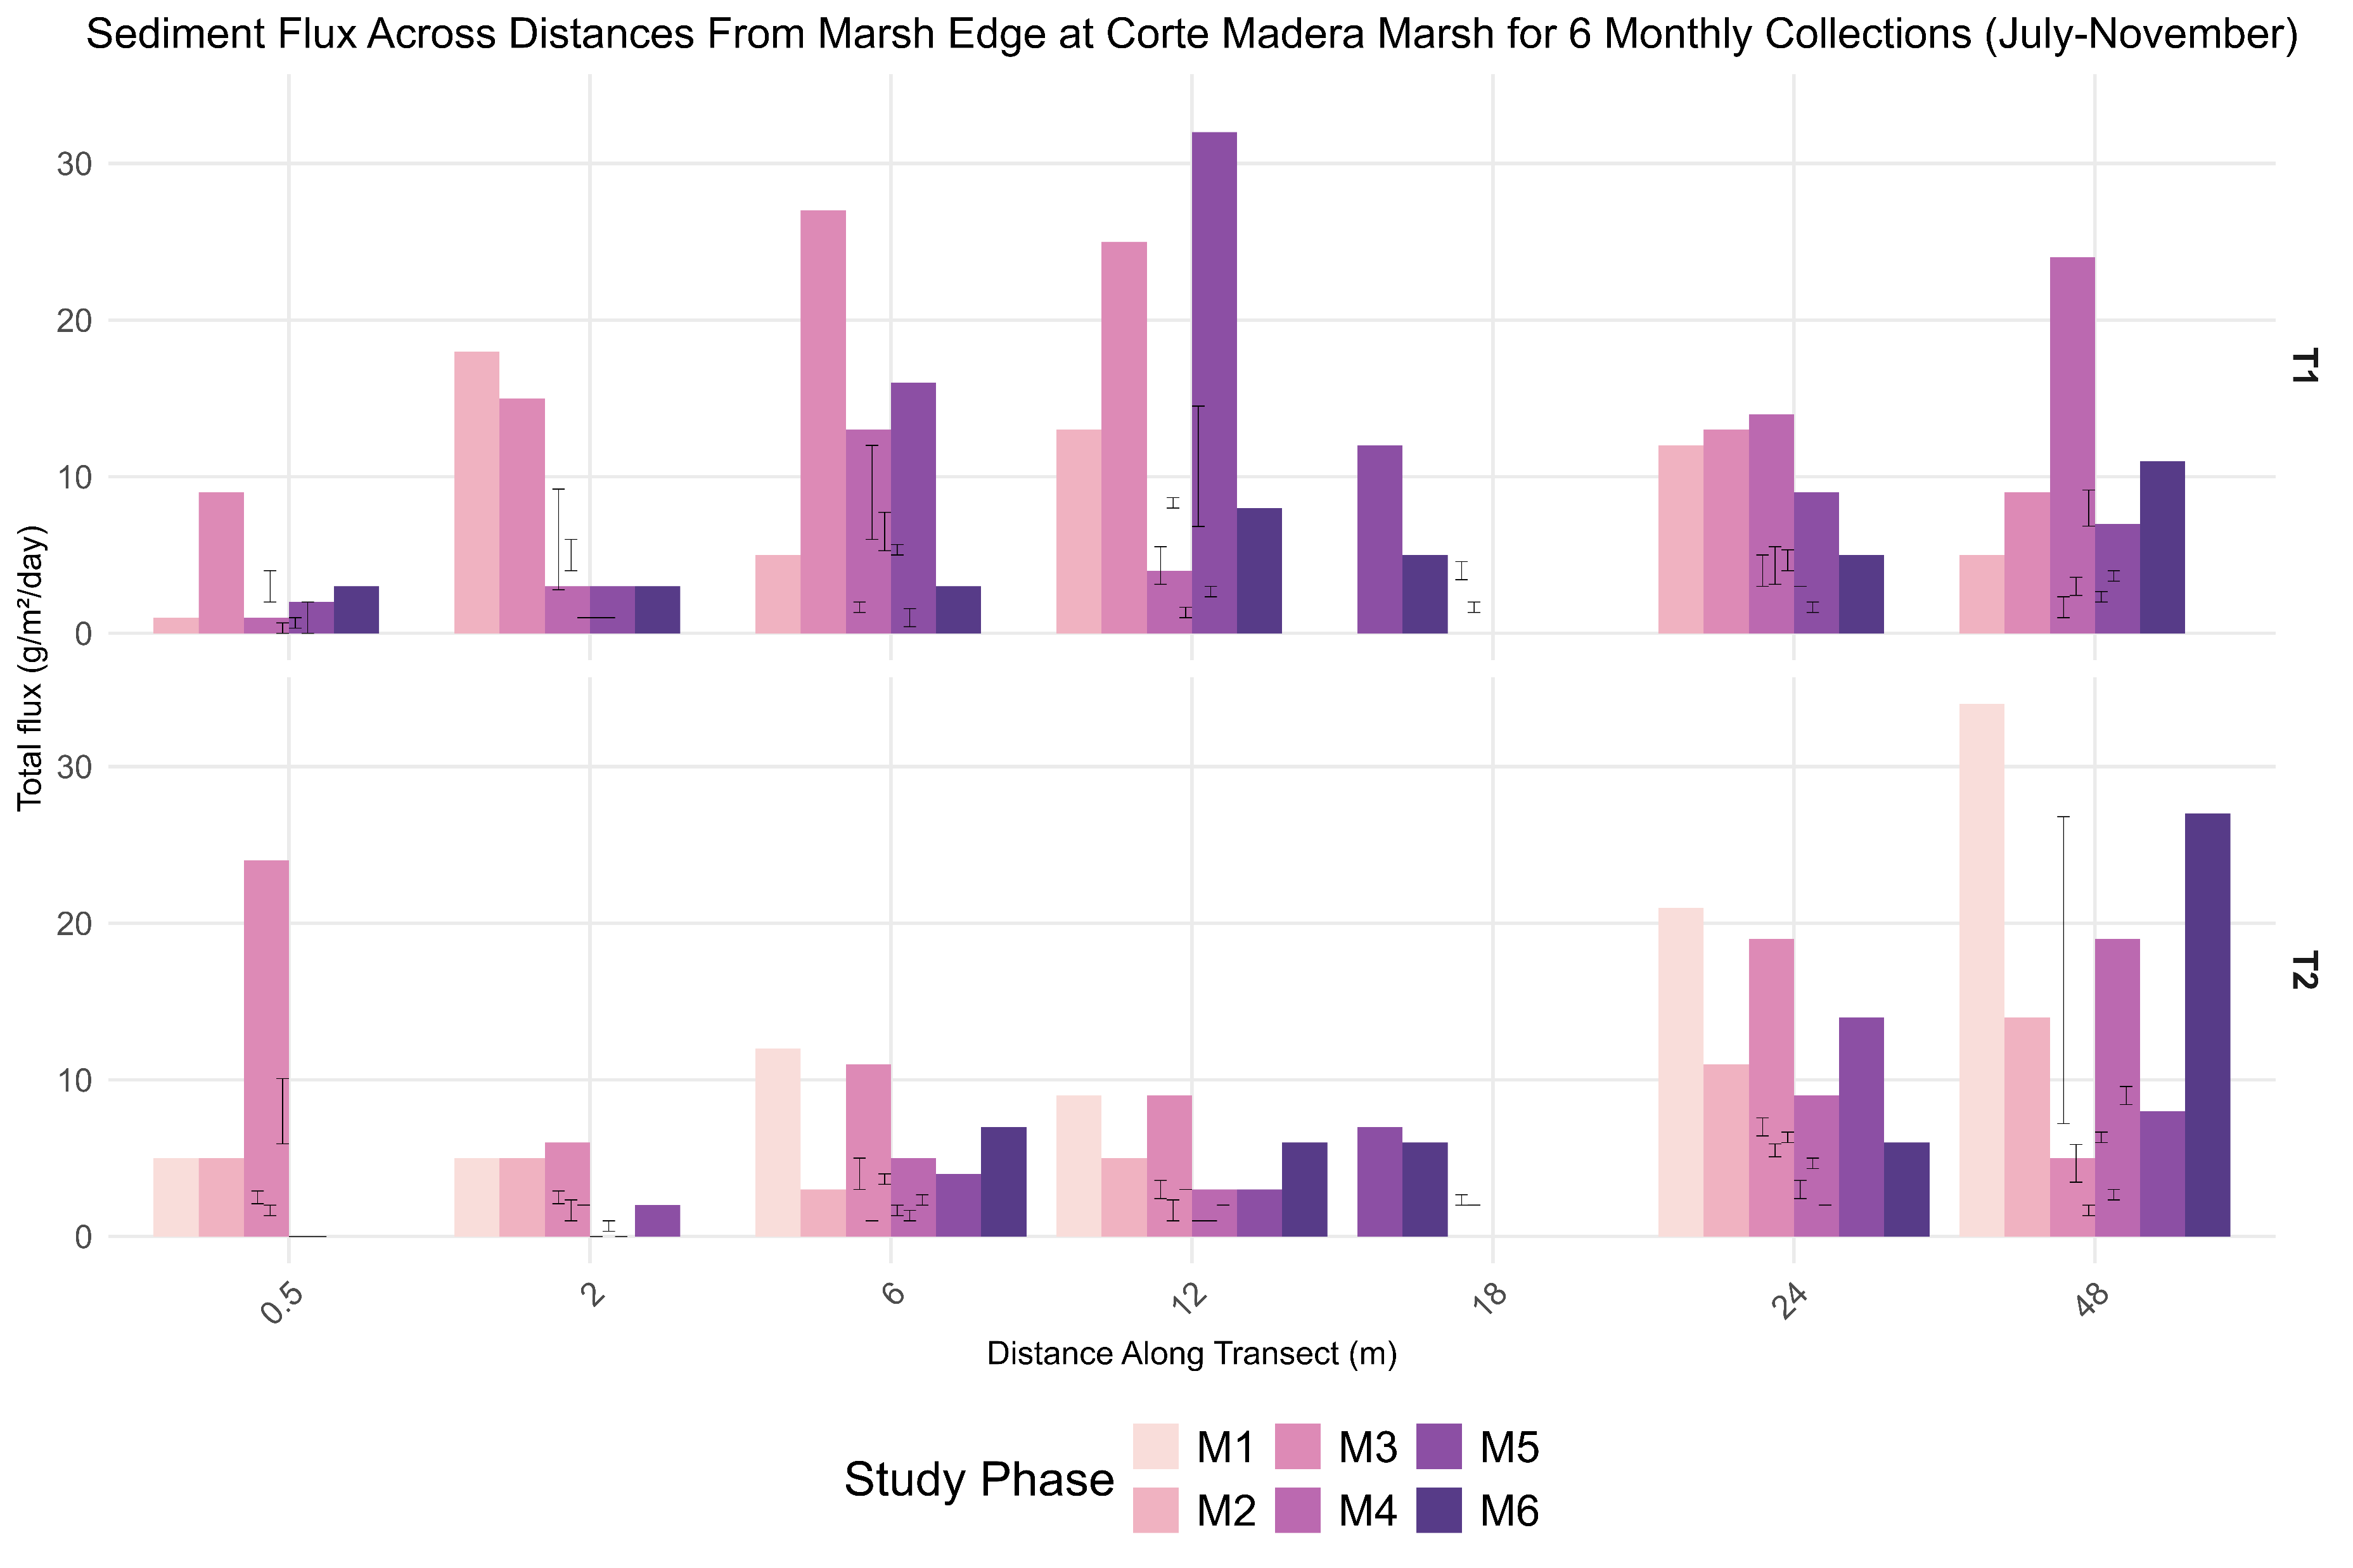 Sediment Flux Across Distances From Marsh Edge at Corte Madera Marsh for 6 Monthly Collections (July-November)
Total flux (g/m²/day)
30
20
10
0
T1
30
20
10
0
T2
0.5 2 6 12 18 24 48
Distance Along Transect (m)
Study Phase
M1 M3 M5
M2 M4 M6